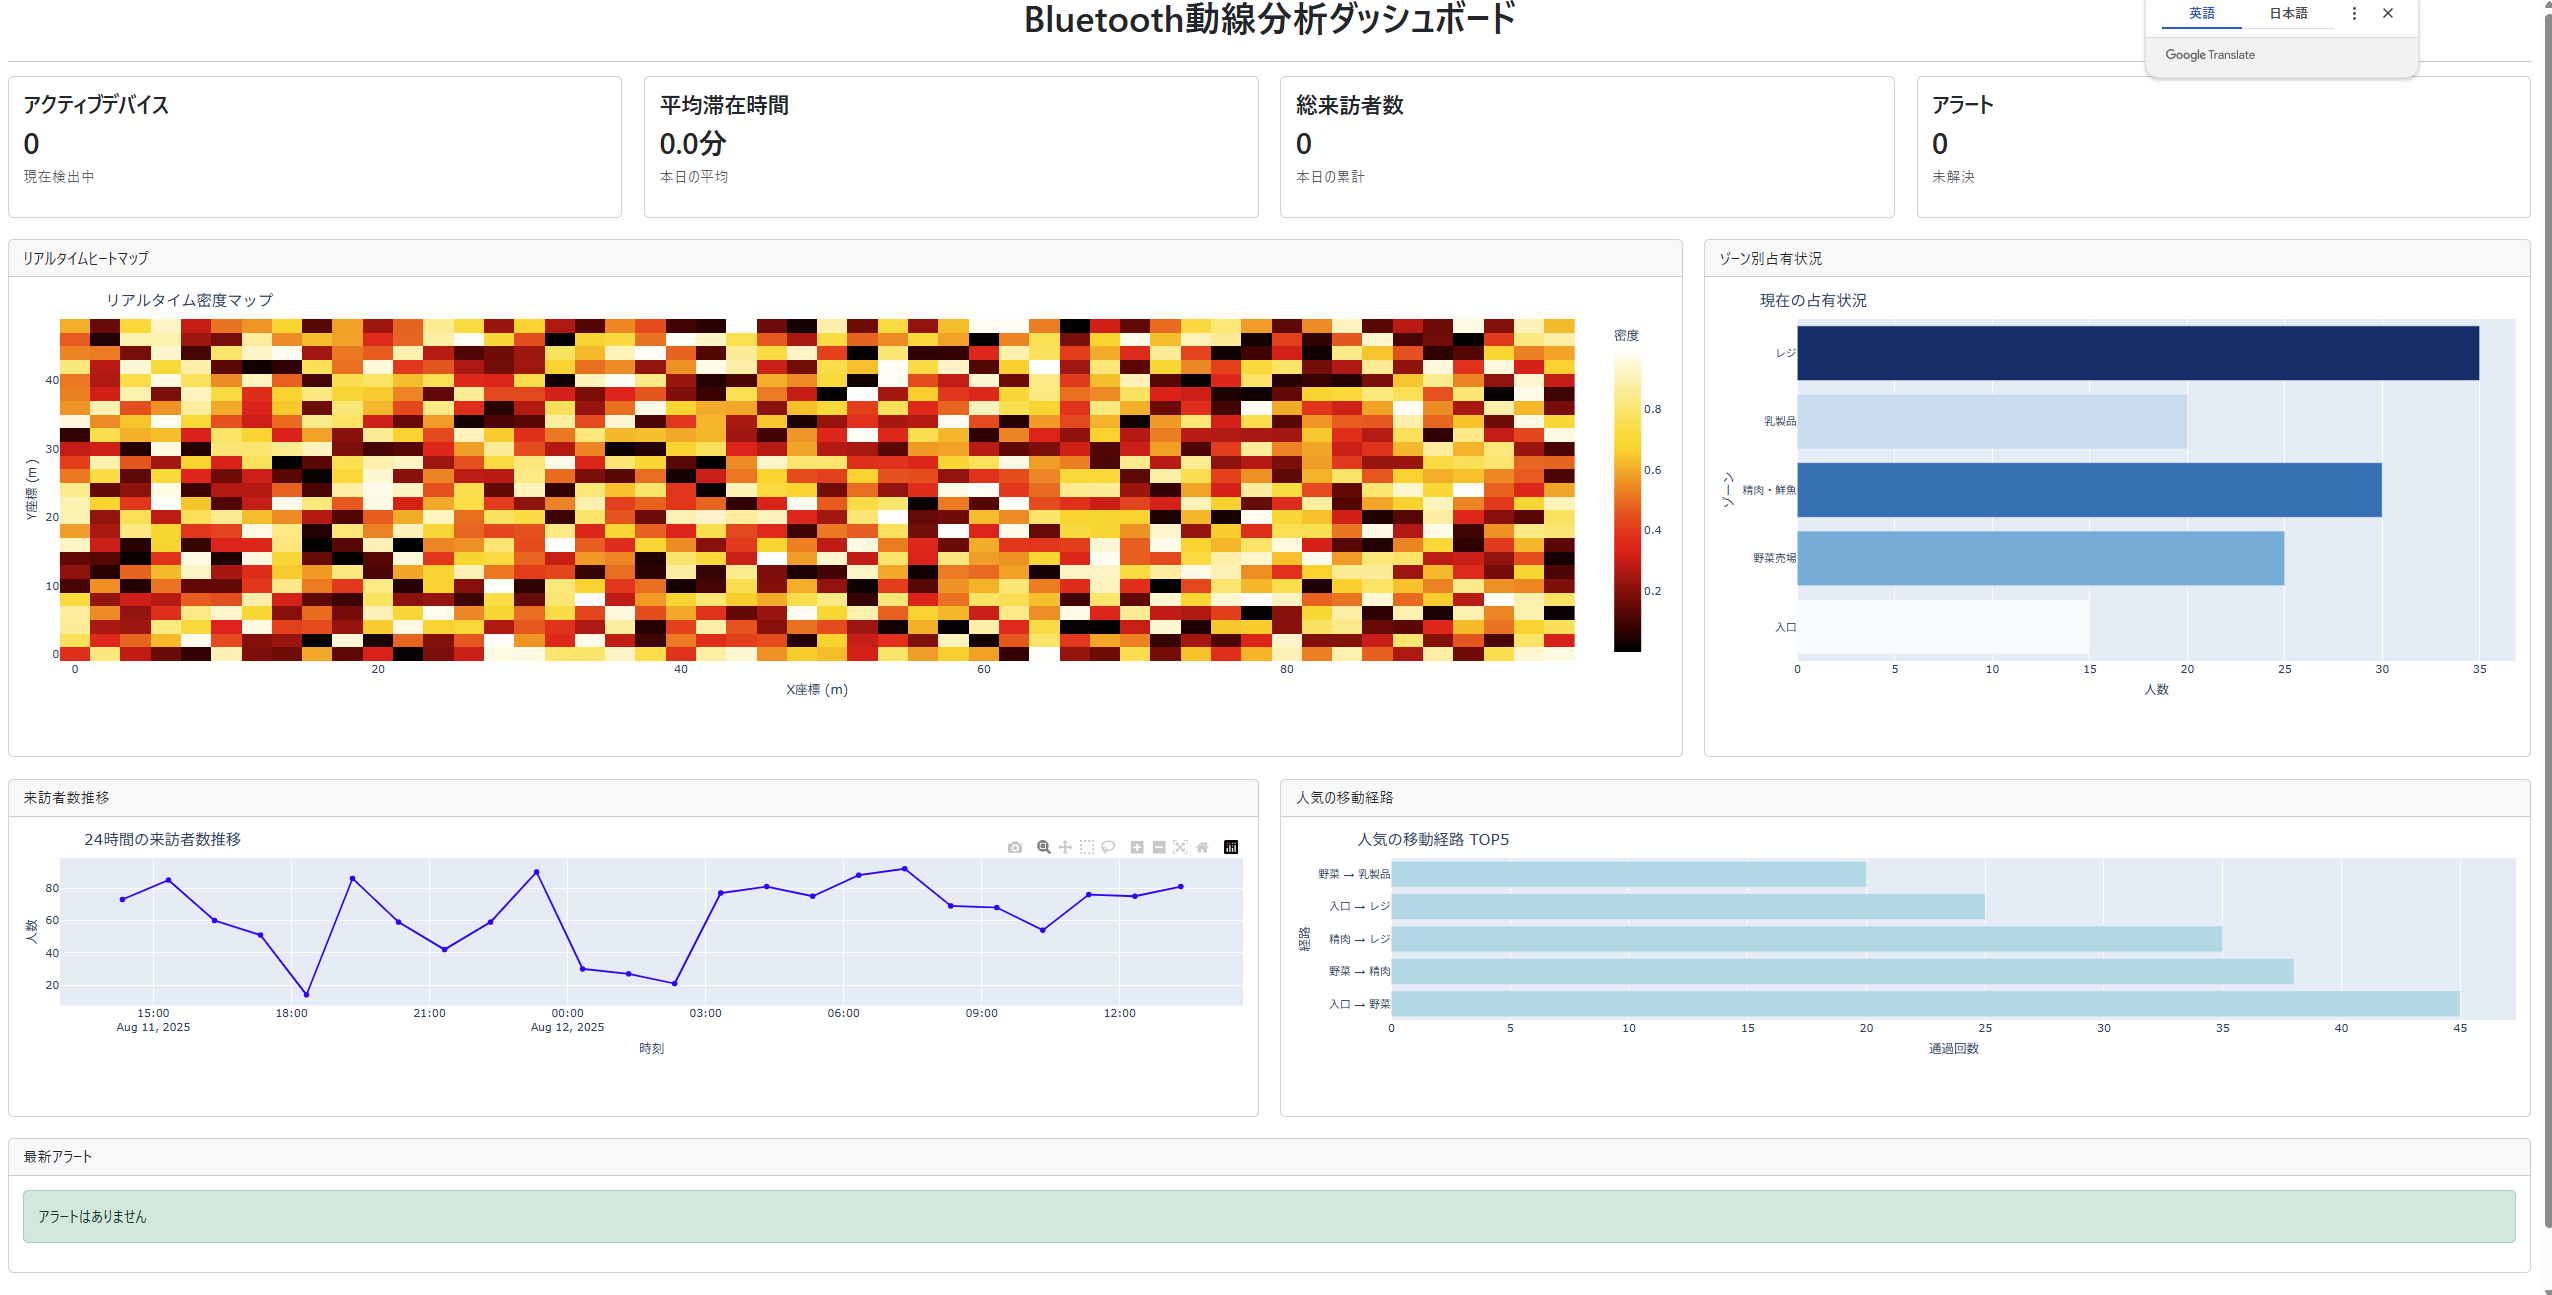 Bluetooth動線分析ダッシュボード
英語 日本語
Google Translate
アクティブデバイス
0
現在検出中
平均滞在時間
0.0分
本日の平均
総来訪者数
0
本日の累計
アラート
0
未解決
リアルタイムヒートマップ
リアルタイム密度マップ
Y座標 (m)
40
30
20
10
0
0 20 40 60 80
X座標 (m)
密度
0.8
0.6
0.4
0.2
ゾーン別占有状況
現在の占有状況
ゾーン
レジ
乳製品
精肉・鮮魚
野菜売場
入口
0 5 10 15 20 25 30 35
人数
来訪者数推移
24時間の来訪者数推移
人数
80
60
40
20
15:00 18:00 21:00 00:00 03:00 06:00 09:00 12:00
Aug 11, 2025 Aug 12, 2025
時刻
人気の移動経路
人気の移動経路 TOP5
経路
野菜 → 乳製品
入口 → レジ
精肉 → レジ
野菜 → 精肉
入口 → 野菜
0 5 10 15 20 25 30 35 40 45
通過回数
最新アラート
アラートはありません